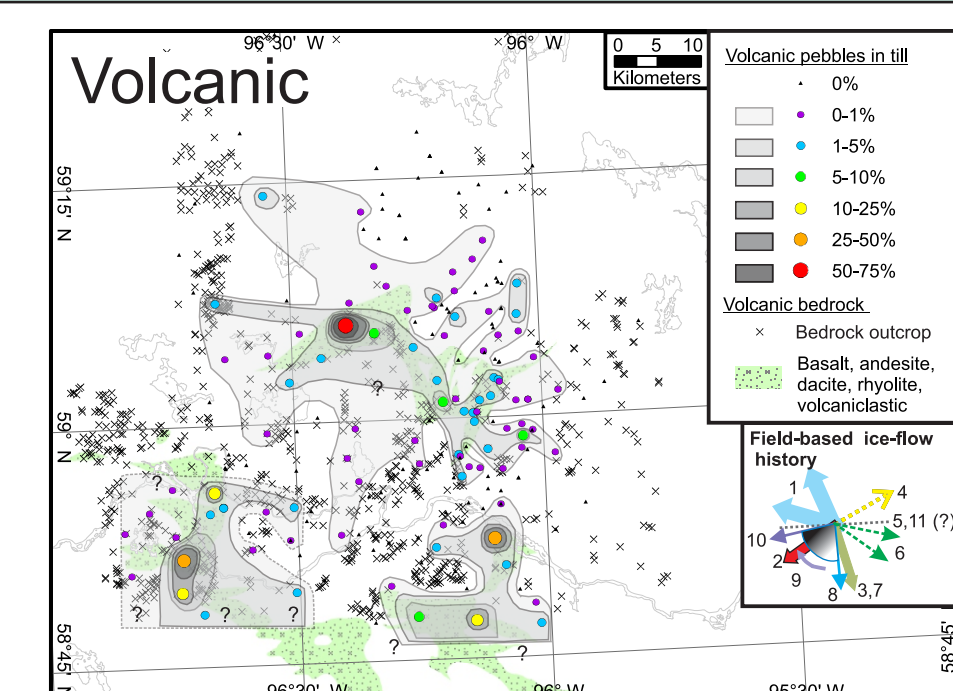 96°30' W
96° W
Volcanic
0 5 10
Kilometers
Volcanic pebbles in till
0%
0-1%
1-5%
5-10%
10-25%
25-50%
50-75%
Volcanic bedrock
Bedrock outcrop
Basalt, andesite,
dacite, rhyolite,
volcaniclastic
59°15' N
59° N
58°45' N
?
?
?
?
?
?
?
Field-based ice-flow
history
1
4
5,11 (?)
10
6
2
9
8
3,7
58°45'
96°30' W
96° W
95°30' W